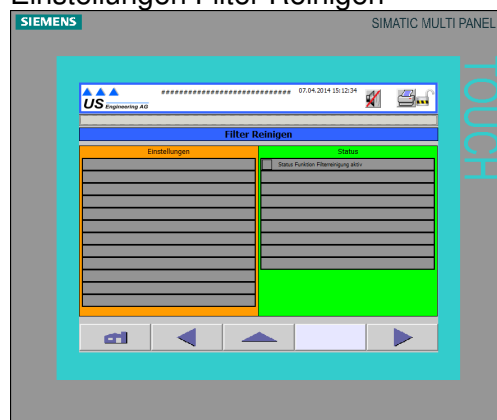 Einstellungen Filter Reinigen
SIEMENS
SIMATIC MULTI PANEL
TOUCH
US Engineering AG
############################## 07.04.2014 15:12:34
Filter Reinigen
Einstellungen
Status
Status Funktion Filterreinigung aktiv